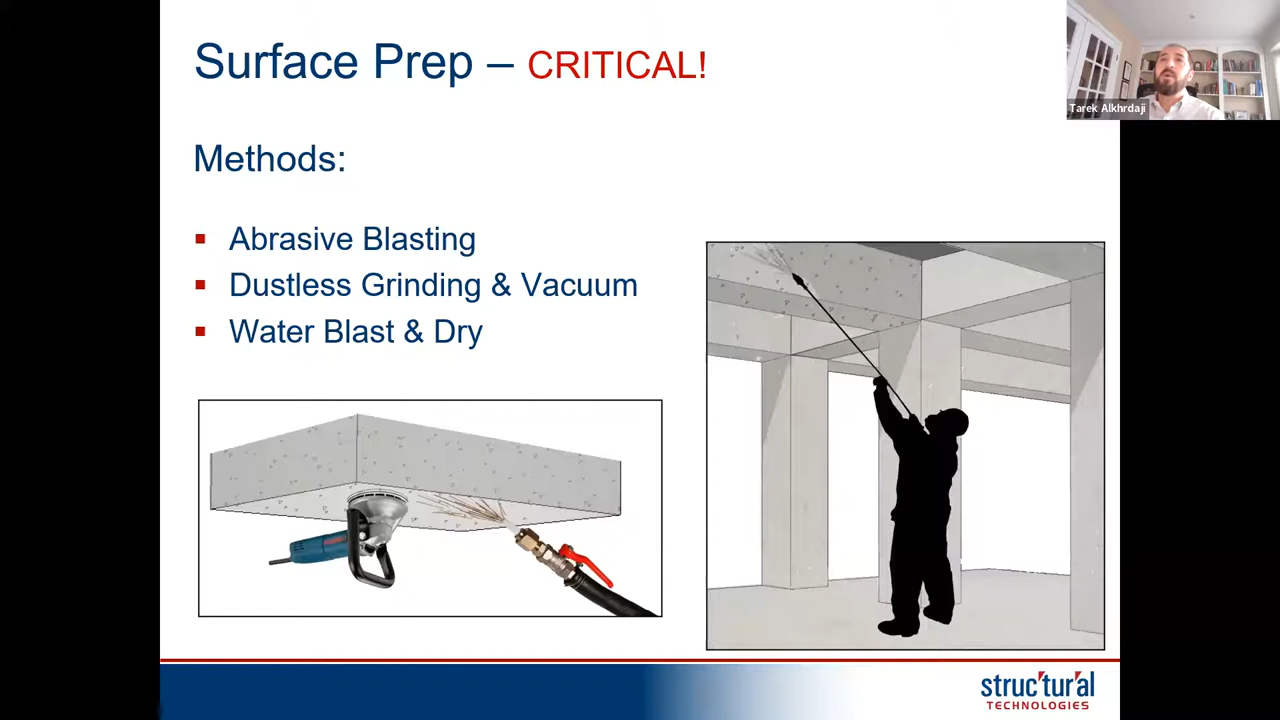 Surface Prep – CRITICAL!
Tarek Alkhrdaji
Methods:
Abrasive Blasting
Dustless Grinding & Vacuum
Water Blast & Dry
struc'tur'al
TECHNOLOGIES